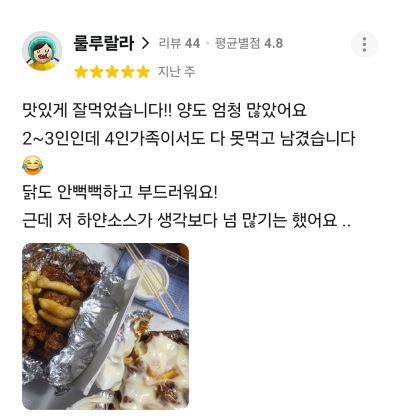 룰루랄라 > 리뷰 44 • 평균별점 4.8
★★★★★ 지난 주
맛있게 잘먹었습니다!! 양도 엄청 많았어요
2~3인인데 4인가족이서도 다 못먹고 남겼습니다
😂
닭도 안뻑뻑하고 부드러워요!
근데 저 하얀소스가 생각보다 넘 많기는 했어요 ..